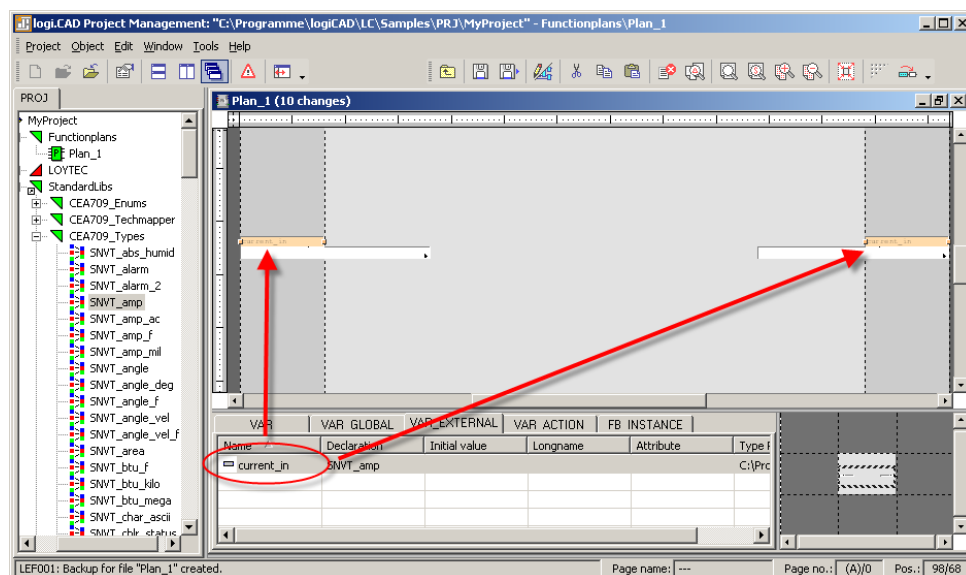 logi.CAD Project Management: "C:\Programme\logiCAD\LC\Samples\PRJ\MyProject" - Functionplans\Plan_1
Project Object Edit Window Tools Help
PROJ
MyProject
Functionplans
Plan_1
LOYTEC
StandardLibs
CEA709_Enums
CEA709_Techmapper
CEA709_Types
SNVT_abs_humid
SNVT_alarm
SNVT_alarm_2
SNVT_amp
SNVT_amp_ac
SNVT_amp_f
SNVT_amp_mil
SNVT_angle
SNVT_angle_deg
SNVT_angle_f
SNVT_angle_vel
SNVT_angle_vel_f
SNVT_area
SNVT_btu_f
SNVT_btu_kilo
SNVT_btu_mega
SNVT_char_ascii
SNVT_chlr_status
Plan_1 (10 changes)
current_in
current_in
VAR VAR GLOBAL VAR_EXTERNAL VAR ACTION FB INSTANCE
Name Declaration Initial value Longname Attribute Type F
current_in SNVT_amp C:\Prc
LEF001: Backup for file "Plan_1" created. Page name: --- Page no.: (A)/0 Pos.: 98/68